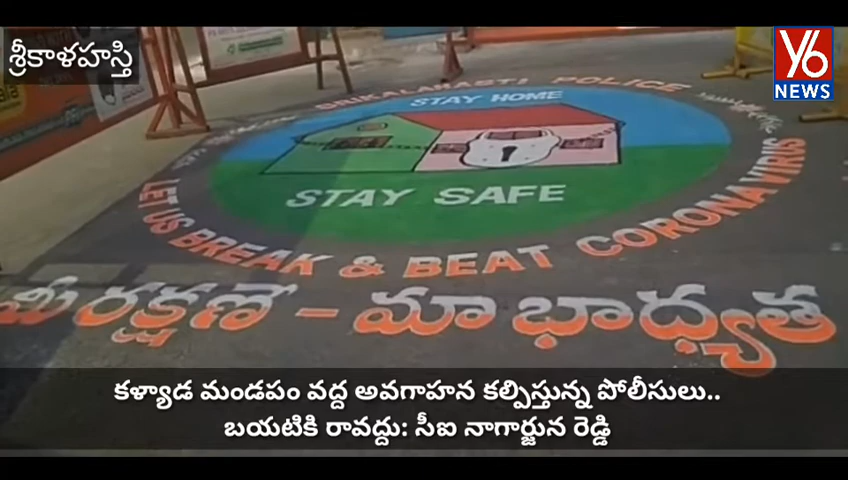 శ్రీకాళహస్తి
Y6
NEWS
SRIKALAHASTI POLICE
STAY HOME
STAY SAFE
LET US BREAK & BEAT CORONA VIRUS
మీ రక్షణే - మా భాధ్యత
కళ్యాడ మండపం వద్ద అవగాహన కల్పిస్తున్న పోలీసులు..
బయటికి రావద్దు: సీఐ నాగార్జున రెడ్డి